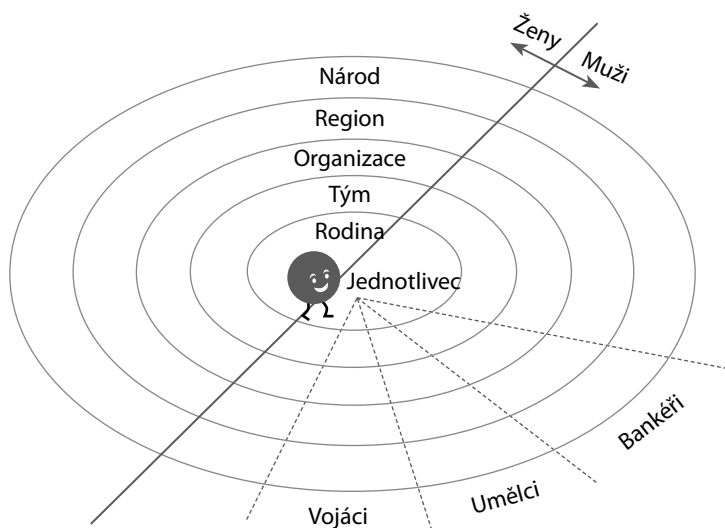 Ženy
Muži
Národ
Region
Organizace
Tým
Rodina
Jednotlivec
Bankéři
Umělci
Vojáci